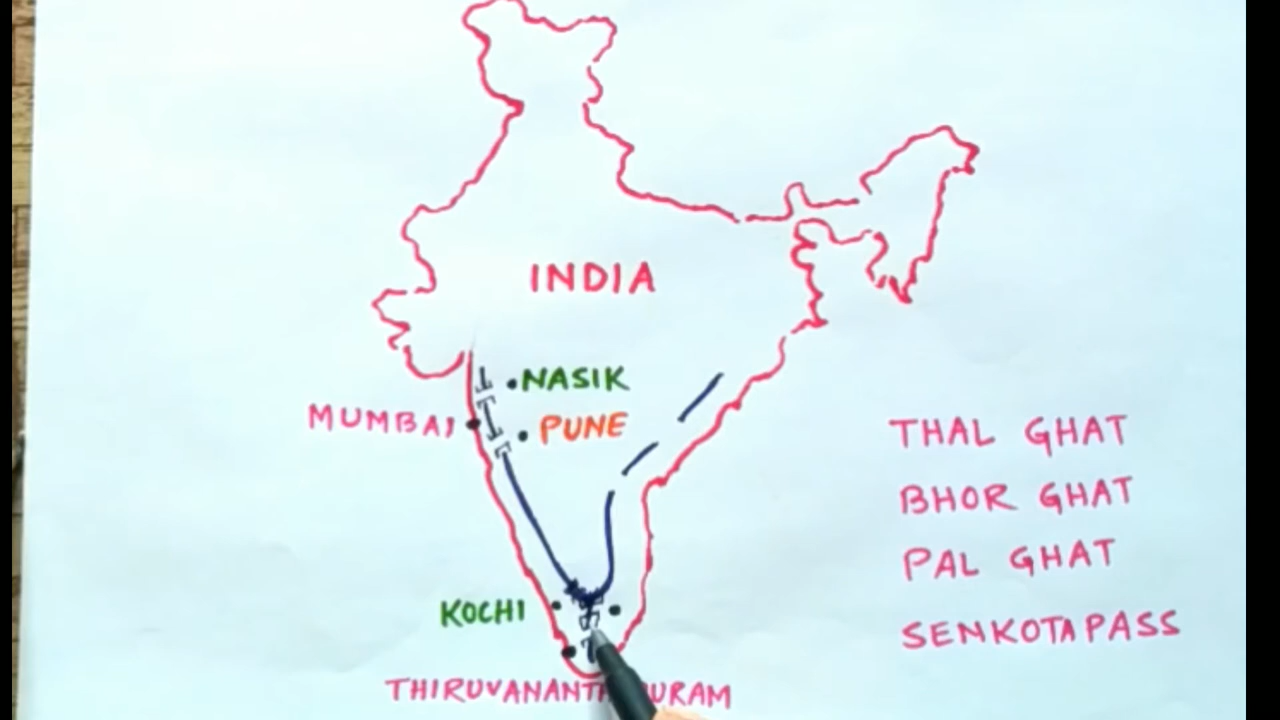 INDIA
NASIK
MUMBAI
PUNE
THAL GHAT
BHOR GHAT
PAL GHAT
KOCHI
SENKOTA PASS